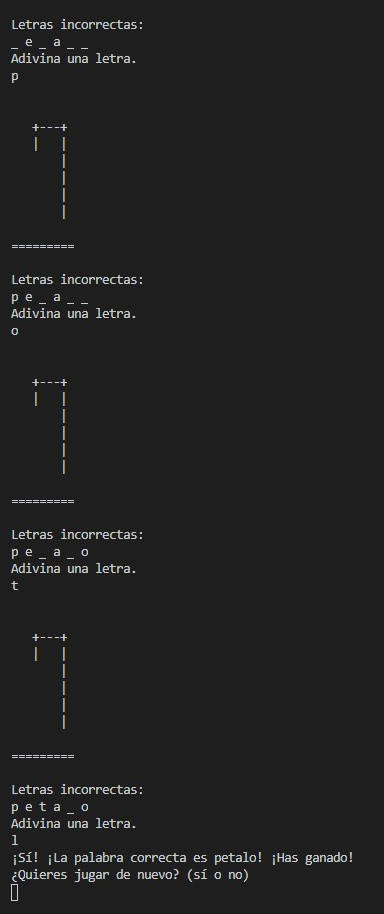 Letras incorrectas:
_ e _ a _ _
Adivina una letra.
p
+---+
|   |
    |
    |
    |
    |
=========
Letras incorrectas:
p e _ a _ _
Adivina una letra.
o
+---+
|   |
    |
    |
    |
    |
=========
Letras incorrectas:
p e _ a _ o
Adivina una letra.
t
+---+
|   |
    |
    |
    |
    |
=========
Letras incorrectas:
p e t a _ o
Adivina una letra.
l
¡Sí! ¡La palabra correcta es petalo! ¡Has ganado!
¿Quieres jugar de nuevo? (sí o no)